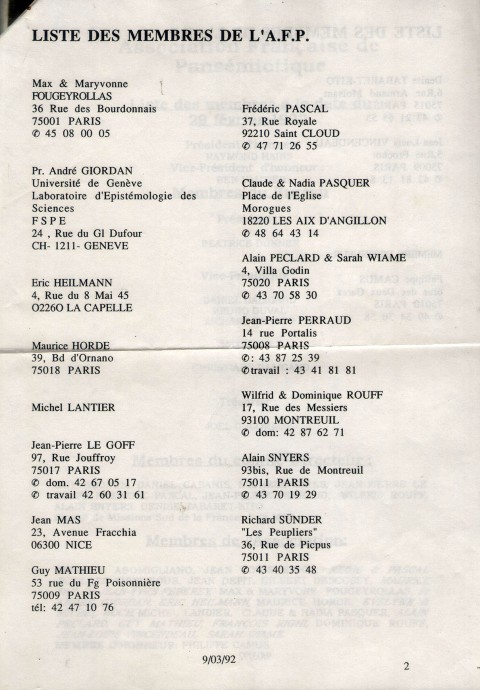 LISTE DES MEMBRES DE L'A.F.P.
Max & Maryvonne
FOUGEYROLLAS
36 Rue des Bourdonnais
75001 PARIS
✆ 45 08 00 05
Pr. André GIORDAN
Université de Genève
Laboratoire d'Epistémologie des
Sciences
F S P E
24 , Rue du Gl Dufour
CH- 1211- GENEVE
Eric HEILMANN
4, Rue du 8 Mai 45
O2260 LA CAPELLE
Maurice HORDE
39, Bd d'Ornano
75018 PARIS
Michel LANTIER
Jean-Pierre LE GOFF
97, Rue Jouffroy
75017 PARIS
✆ dom. 42 67 05 17
✆ travail 42 60 31 61
Jean MAS
23, Avenue Fracchia
06300 NICE
Guy MATHIEU
53 rue du Fg Poisonnière
75009 PARIS
tél: 42 47 10 76
Frédéric PASCAL
37, Rue Royale
92210 Saint CLOUD
✆ 47 71 26 55
Claude & Nadia PASQUER
Place de l'Eglise
Morogues
18220 LES AIX D'ANGILLON
✆ 48 64 43 14
Alain PECLARD & Sarah WIAME
4, Villa Godin
75020 PARIS
✆ 43 70 58 30
Jean-Pierre PERRAUD
14 rue Portalis
75008 PARIS
✆: 43 87 25 39
✆travail : 43 41 81 81
Wilfrid & Dominique ROUFF
17, Rue des Messiers
93100 MONTREUIL
✆ dom: 42 87 62 71
Alain SNYERS
93bis, Rue de Montreuil
75011 PARIS
✆ 43 70 19 29
Richard SÜNDER
"Les Peupliers"
36, Rue de Picpus
75011 PARIS
✆ 43 40 35 48
9/03/92
2